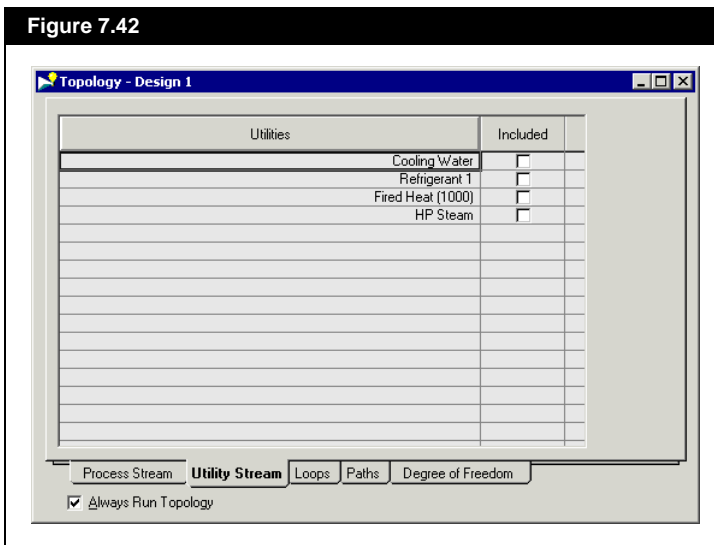 Figure 7.42
Topology - Design 1
Utilities Included
Cooling Water
Refrigerant 1
Fired Heat (1000)
HP Steam
Process Stream Utility Stream Loops Paths Degree of Freedom
Always Run Topology